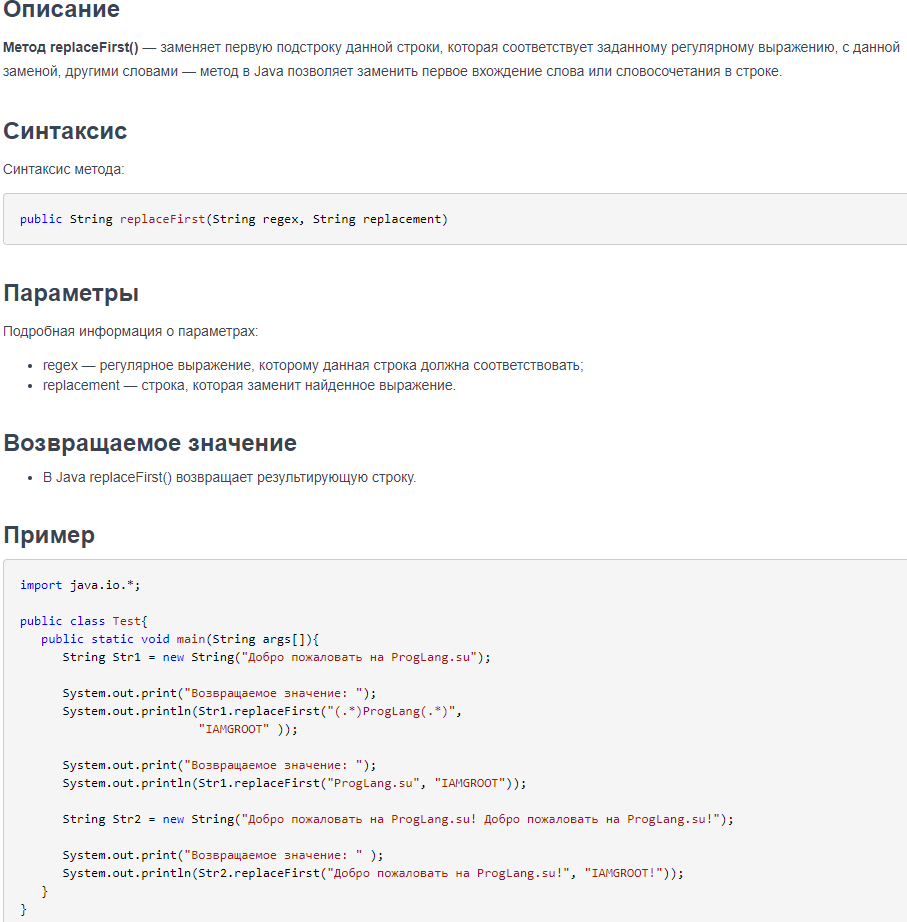 Описание
Метод replaceFirst() — заменяет первую подстроку данной строки, которая соответствует заданному регулярному выражению, с данной
заменой, другими словами — метод в Java позволяет заменить первое вхождение слова или словосочетания в строке.
Синтаксис
Синтаксис метода:
public String replaceFirst(String regex, String replacement)
Параметры
Подробная информация о параметрах:
• regex — регулярное выражение, которому данная строка должна соответствовать;
• replacement — строка, которая заменит найденное выражение.
Возвращаемое значение
• В Java replaceFirst() возвращает результирующую строку.
Пример
import java.io.*;
public class Test{
   public static void main(String args[]){
      String Str1 = new String("Добро пожаловать на ProgLang.su");
      System.out.print("Возвращаемое значение: ");
      System.out.println(Str1.replaceFirst("(.*)ProgLang(.*)",
                         "IAMGROOT" ));
      System.out.print("Возвращаемое значение: ");
      System.out.println(Str1.replaceFirst("ProgLang.su", "IAMGROOT"));
      String Str2 = new String("Добро пожаловать на ProgLang.su! Добро пожаловать на ProgLang.su!");
      System.out.print("Возвращаемое значение: " );
      System.out.println(Str2.replaceFirst("Добро пожаловать на ProgLang.su!", "IAMGROOT!"));
   }
}